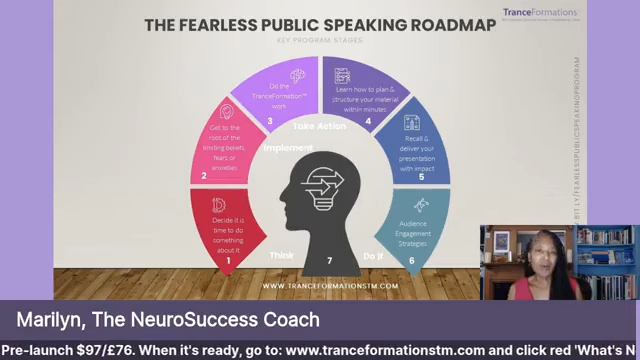 TranceFormations™
THE FEARLESS PUBLIC SPEAKING ROADMAP
KEY PROGRAM STAGES
Do the
TranceFormation™
work
3
Learn how to plan &
structure your material
within minutes
4
Take Action
Get to the
root of the
limiting beliefs,
fears or
anxieties
2
Implement
Recall &
deliver your
presentation
with impact
5
Decide it is
time to do
something
about it
1
Think
7
Do it
Audience
Engagement
Strategies
6
BIT.LY/FEARLESSPUBLICSPEAKINGPROGRAM
WWW.TRANCEFORMATIONSTM.COM
Marilyn, The NeuroSuccess Coach
Pre-launch $97/£76. When it's ready, go to: www.tranceformationstm.com and click red 'What's N